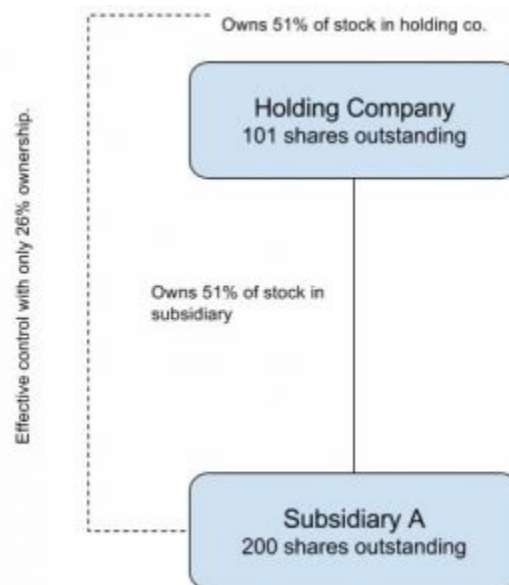 Owns 51% of stock in holding co.
Holding Company
101 shares outstanding
Effective control with only 26% ownership.
Owns 51% of stock in
subsidiary
Subsidiary A
200 shares outstanding